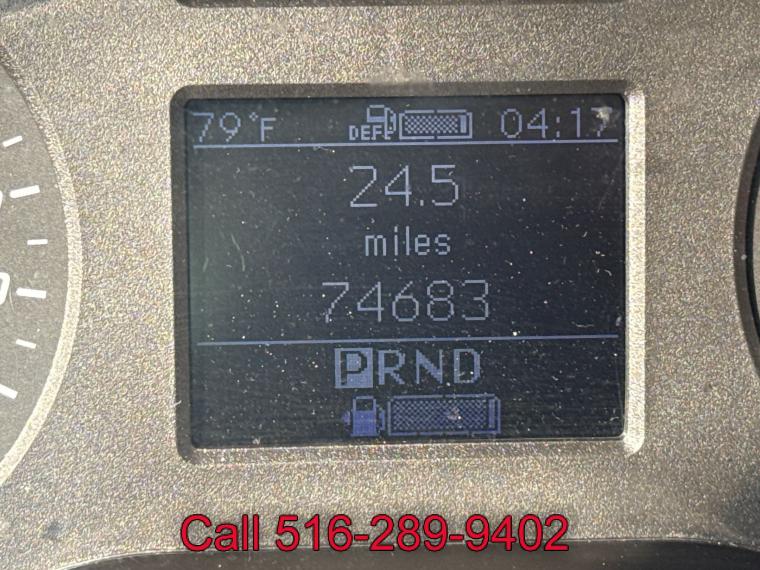 79°F DEF 04:17
24.5
miles
74683
PRND
Call 516-289-9402